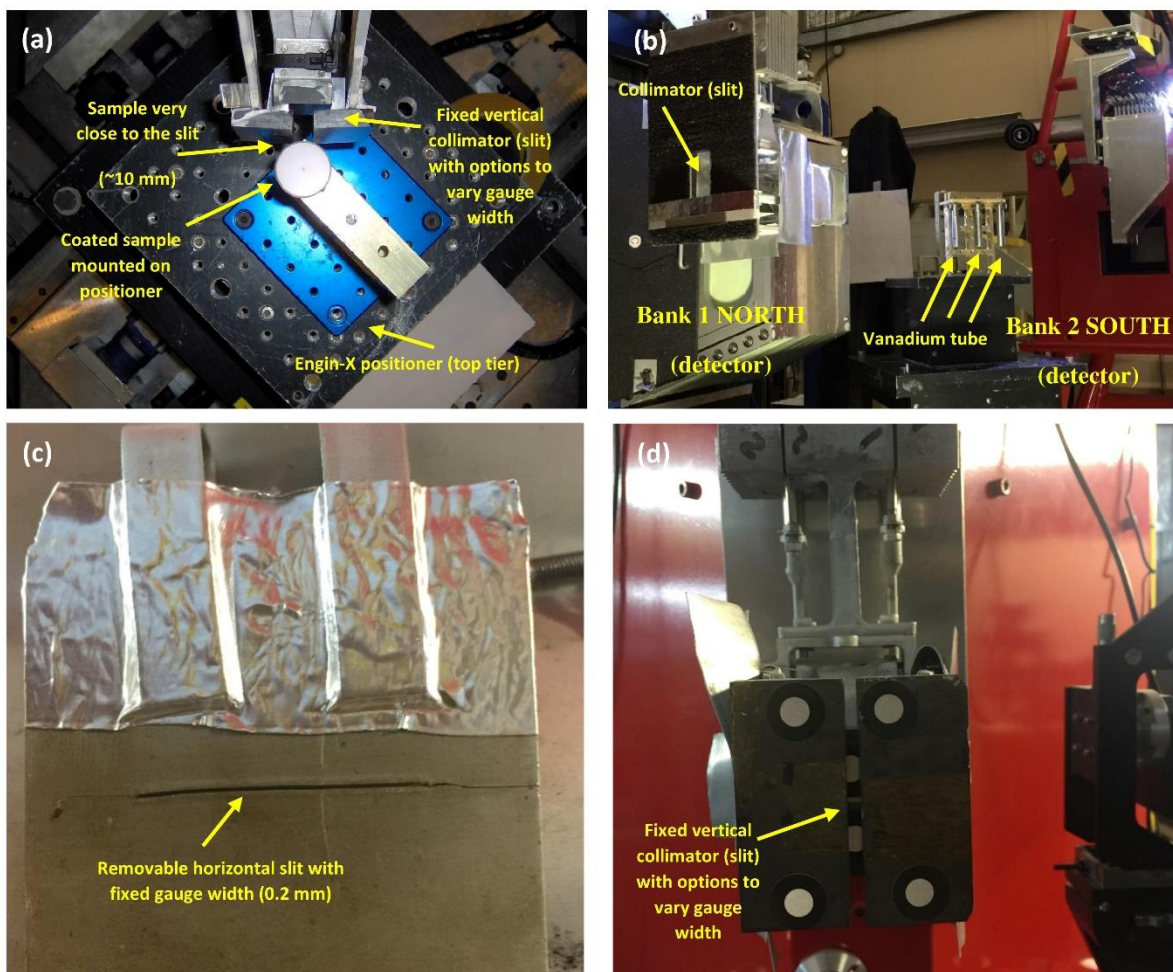 (a)
Sample very
close to the slit
(~10 mm)
Coated sample
mounted on
positioner
Fixed vertical
collimator (slit)
with options to
vary gauge
width
Engin-X positioner (top tier)
(b)
Collimator (slit)
Bank 1 NORTH
(detector)
Vanadium tube
Bank 2 SOUTH
(detector)
(c)
Removable horizontal slit with
fixed gauge width (0.2 mm)
(d)
Fixed vertical
collimator (slit)
with options to
vary gauge
width